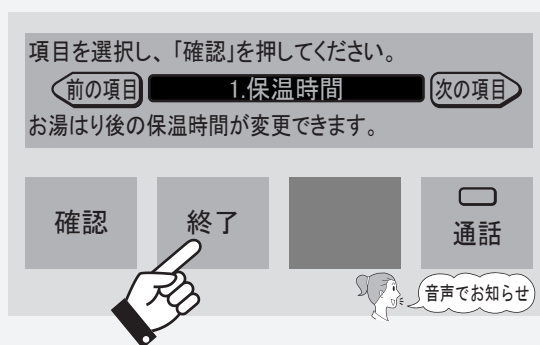 項目を選択し、「確認」を押してください。
前の項目 1.保温時間 次の項目
お湯はり後の保温時間が変更できます。
確認 終了 通話
音声でお知らせ